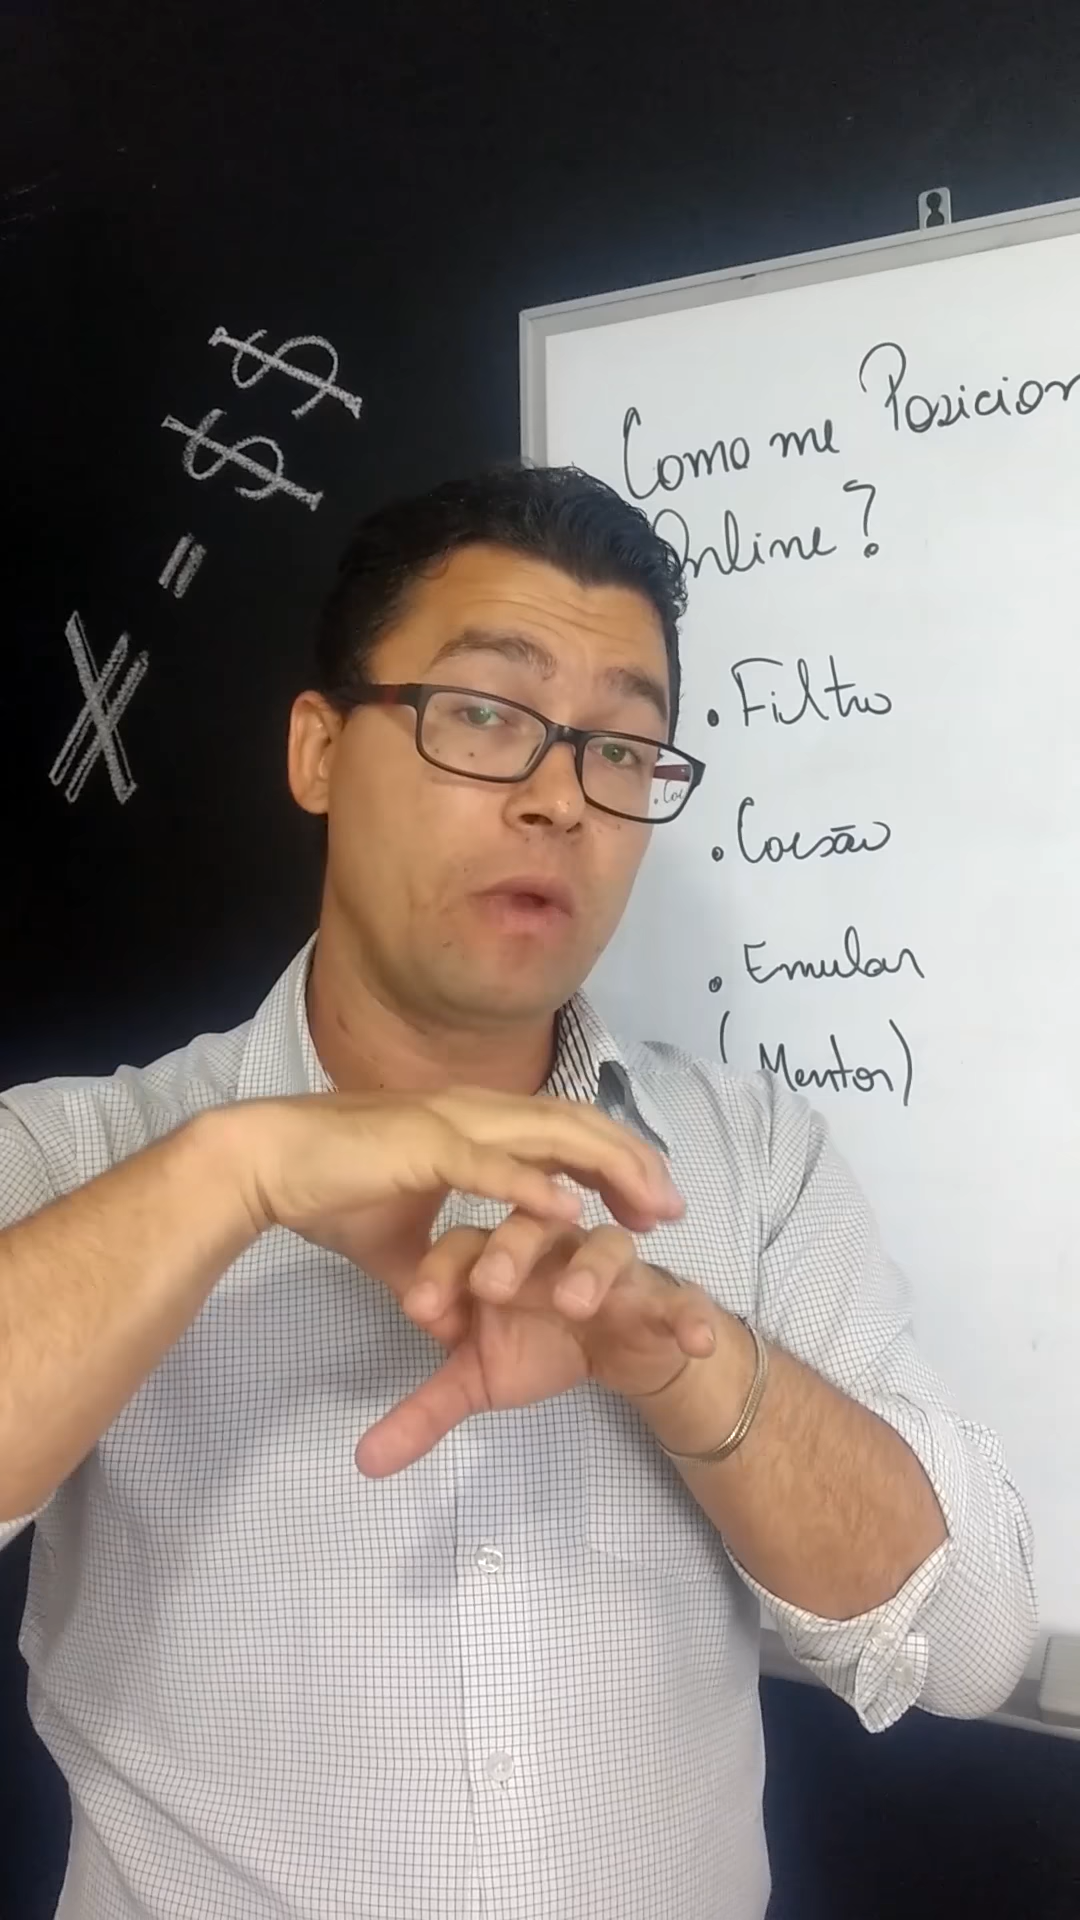 $
$
=
X
Como me Posicion
Online?
. Filtro
. Coesão
. Emular
(Mentor)